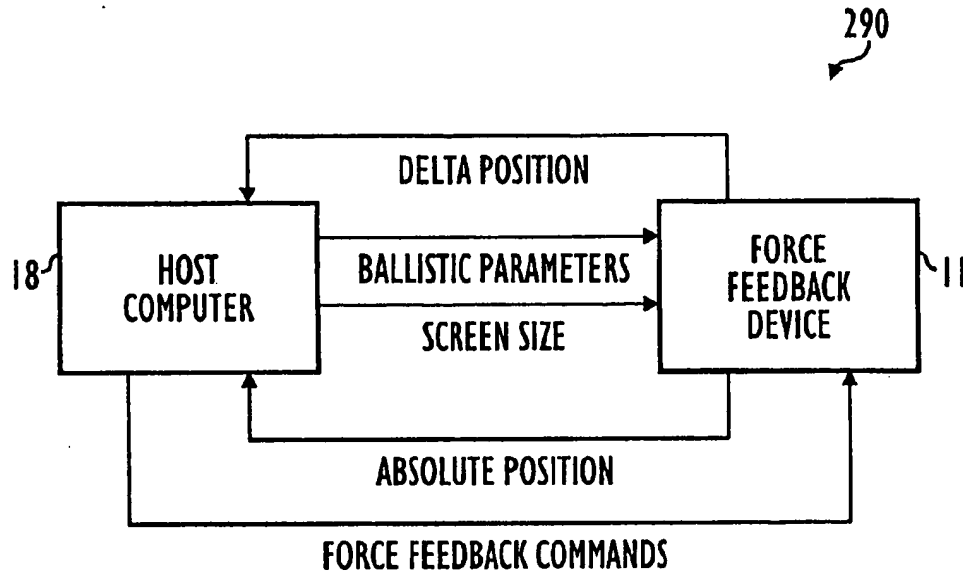 290
DELTA POSITION
18
HOST
COMPUTER
BALLISTIC PARAMETERS
SCREEN SIZE
FORCE
FEEDBACK
DEVICE
11
ABSOLUTE POSITION
FORCE FEEDBACK COMMANDS